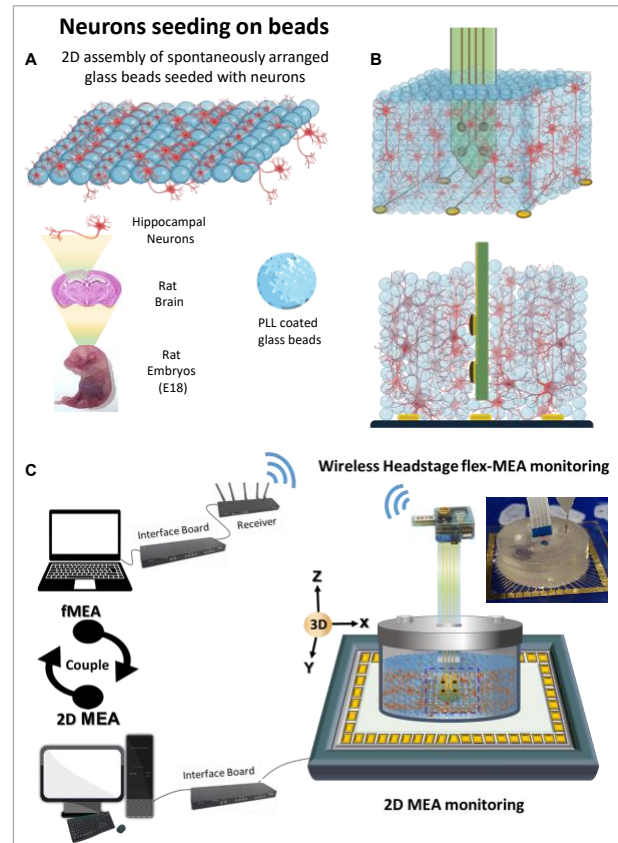 Neurons seeding on beads
A
2D assembly of spontaneously arranged
glass beads seeded with neurons
B
Hippocampal
Neurons
Rat
Brain
PLL coated
glass beads
Rat
Embryos
(E18)
C
Wireless Headstage flex-MEA monitoring
Interface Board
Receiver
fMEA
Couple
2D MEA
Z
3D
X
Y
Interface Board
2D MEA monitoring